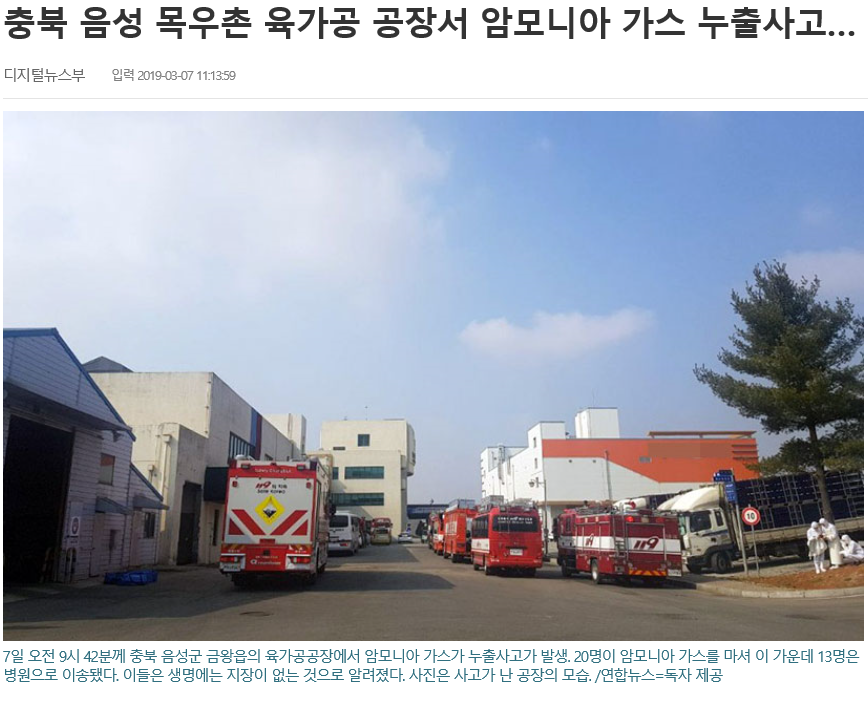 충북 음성 목우촌 육가공 공장서 암모니아 가스 누출사고...
디지털뉴스부 입력 2019-03-07 11:13:59
119
119
10
7일 오전 9시 42분께 충북 음성군 금왕읍의 육가공공장에서 암모니아 가스가 누출사고가 발생. 20명이 암모니아 가스를 마셔 이 가운데 13명은
병원으로 이송됐다. 이들은 생명에는 지장이 없는 것으로 알려졌다. 사진은 사고가 난 공장의 모습. /연합뉴스=독자 제공